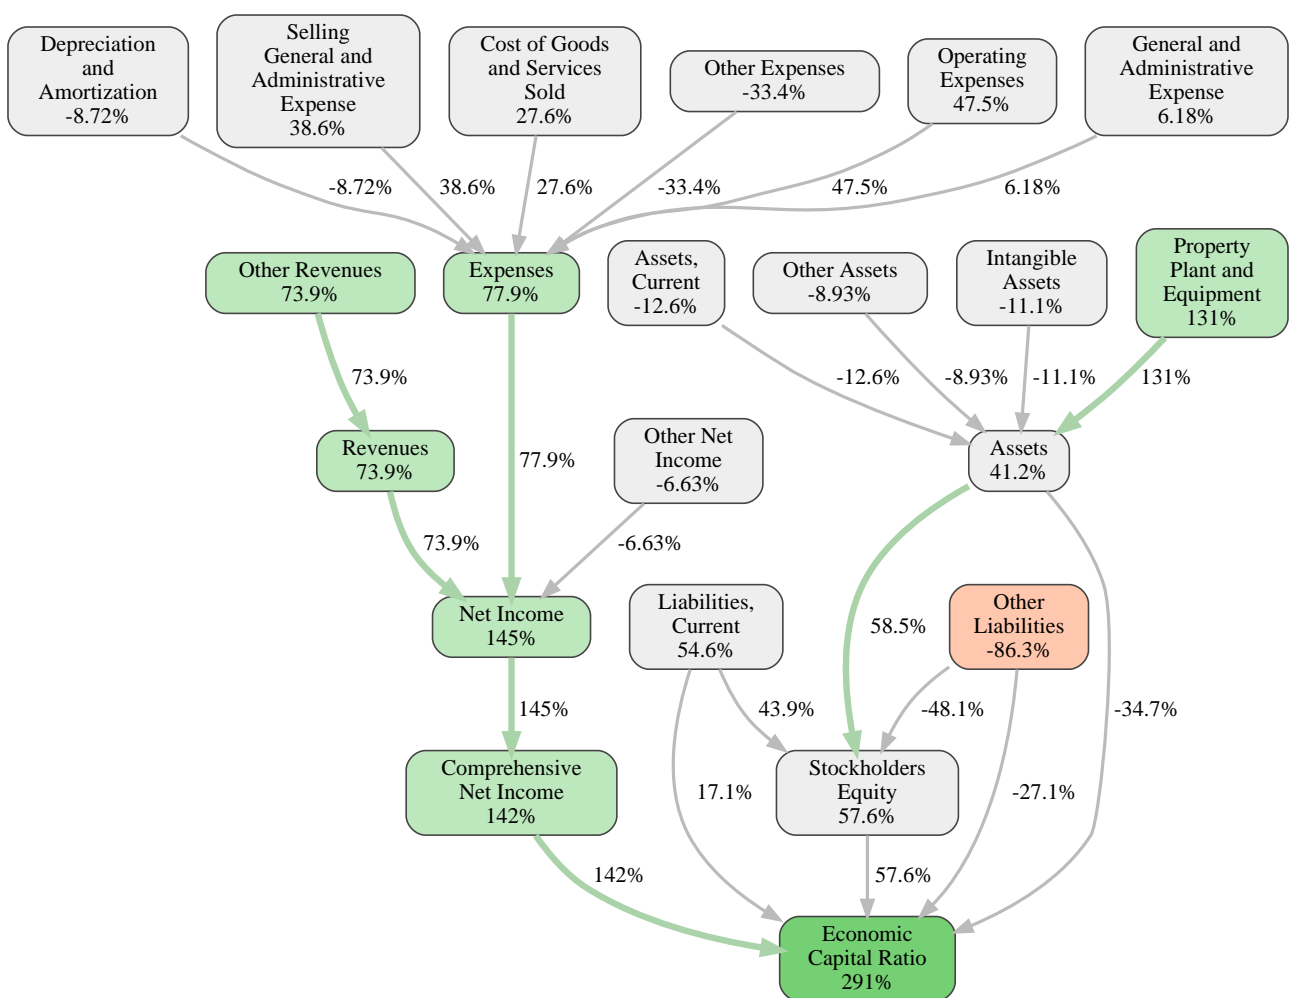 Depreciation
and
Amortization
-8.72%
Selling
General and
Administrative
Expense
38.6%
Cost of Goods
and Services
Sold
27.6%
Other Expenses
-33.4%
Operating
Expenses
47.5%
General and
Administrative
Expense
6.18%
-8.72%
38.6%
27.6%
-33.4%
47.5%
6.18%
Other Revenues
73.9%
Expenses
77.9%
Assets,
Current
-12.6%
Other Assets
-8.93%
Intangible
Assets
-11.1%
Property
Plant and
Equipment
131%
73.9%
-12.6%
-8.93%
-11.1%
131%
Revenues
73.9%
77.9%
Other Net
Income
-6.63%
Assets
41.2%
73.9%
-6.63%
Net Income
145%
Liabilities,
Current
54.6%
58.5%
Other
Liabilities
-86.3%
145%
43.9%
-48.1%
-34.7%
Comprehensive
Net Income
142%
17.1%
Stockholders
Equity
57.6%
-27.1%
142%
57.6%
Economic
Capital Ratio
291%